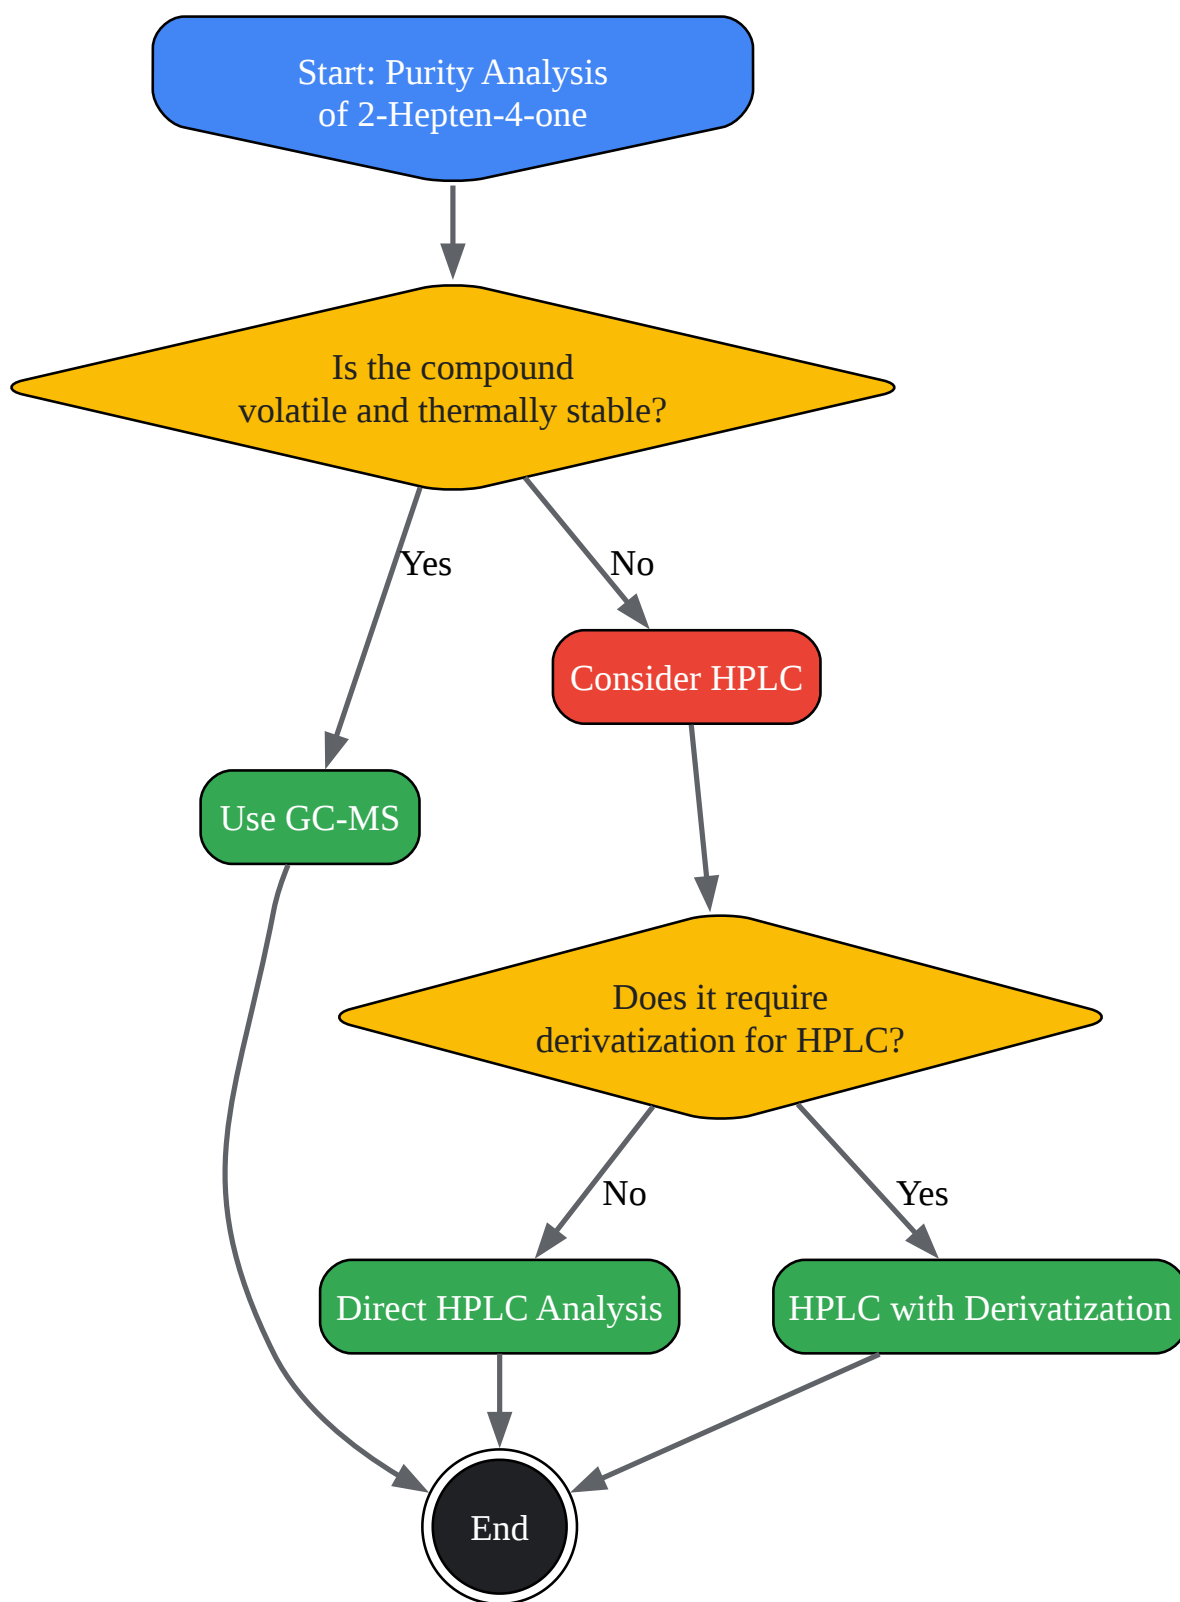 Start: Purity Analysis
of 2-Hepten-4-one
Is the compound
volatile and thermally stable?
Yes
No
Consider HPLC
Use GC-MS
Does it require
derivatization for HPLC?
No
Yes
Direct HPLC Analysis
HPLC with Derivatization
End